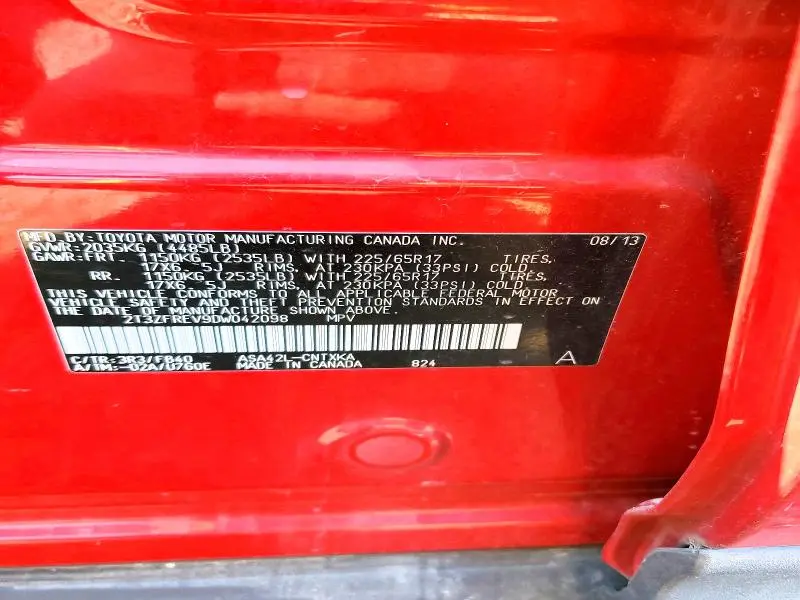 MFD BY:TOYOTA MOTOR MANUFACTURING CANADA INC. 08/13
GVWR:2035KG (4485LB)
GAWR:FRT. 1150KG (2535LB) WITH 225/65R17 TIRES,
17X6.5J RIMS, AT 230KPA (33PSI) COLD
RR. 1150KG (2535LB) WITH 225/65R17 TIRES,
17X6.5J RIMS, AT 230KPA (33PSI) COLD.
THIS VEHICLE CONFORMS TO ALL APPLICABLE FEDERAL MOTOR
VEHICLE SAFETY AND THEFT PREVENTION STANDARDS IN EFFECT ON
THE DATE OF MANUFACTURE SHOWN ABOVE.
2T3ZFREV9DW042098 MPV
C/TR:3R3/FB40 ASA42L-CNTXKA
A/TM:-02A/U760E MADE IN CANADA 824 A